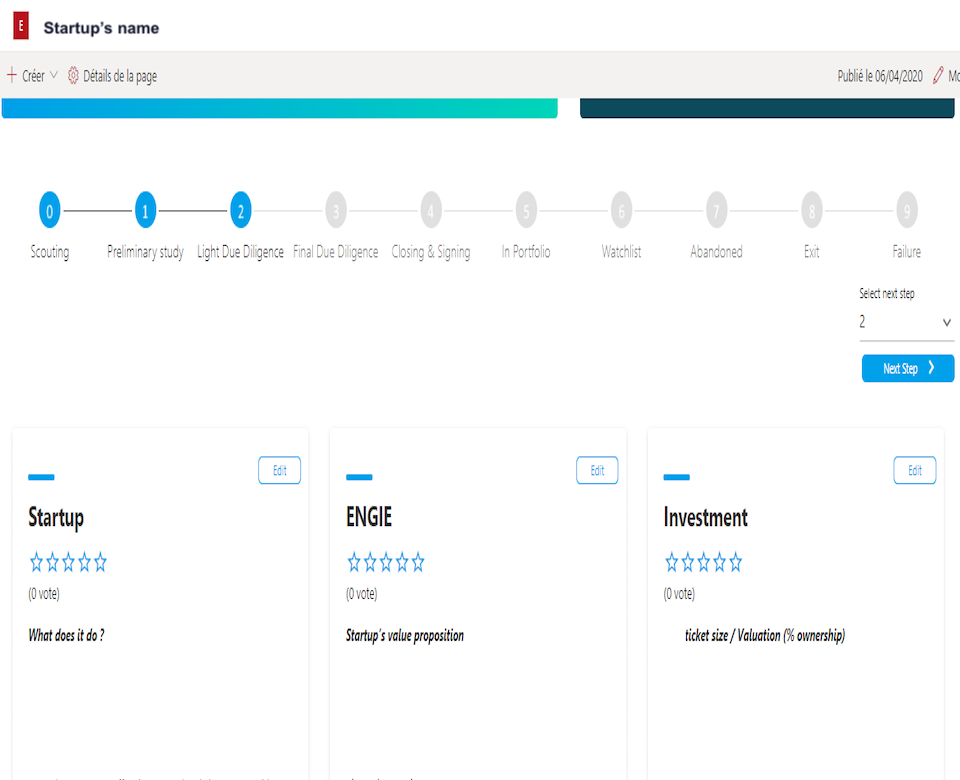 E Startup's name
Créer Détails de la page Publié le 06/04/2020
0 1 2 3 4 5 6 7 8 9
Scouting Preliminary study Light Due Diligence Final Due Diligence Closing & Signing In Portfolio Watchlist Abandoned Exit Failure
Select next step
2
Next Step
Edit Edit Edit
Startup ENGIE Investment
(0 vote) (0 vote) (0 vote)
What does it do ? Startup's value proposition ticket size / Valuation (% ownership)